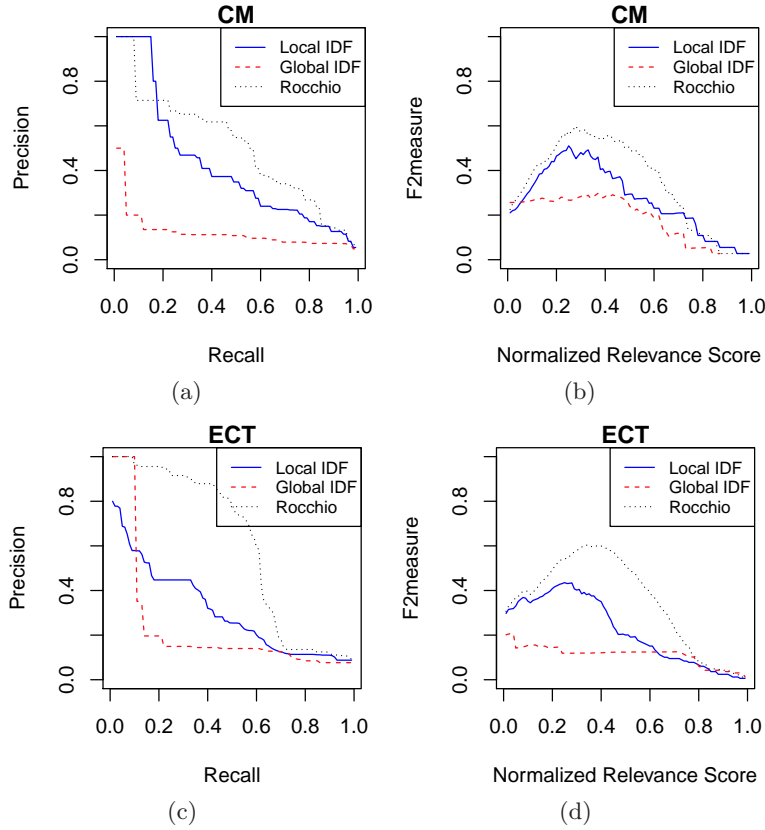 CM
Precision
0.0 0.4 0.8
Local IDF
Global IDF
Rocchio
0.0 0.2 0.4 0.6 0.8 1.0
Recall
(a)
CM
F2measure
0.0 0.4 0.8
Local IDF
Global IDF
Rocchio
0.0 0.2 0.4 0.6 0.8 1.0
Normalized Relevance Score
(b)
ECT
Precision
0.0 0.4 0.8
Local IDF
Global IDF
Rocchio
0.0 0.2 0.4 0.6 0.8 1.0
Recall
(c)
ECT
F2measure
0.0 0.4 0.8
Local IDF
Global IDF
Rocchio
0.0 0.2 0.4 0.6 0.8 1.0
Normalized Relevance Score
(d)